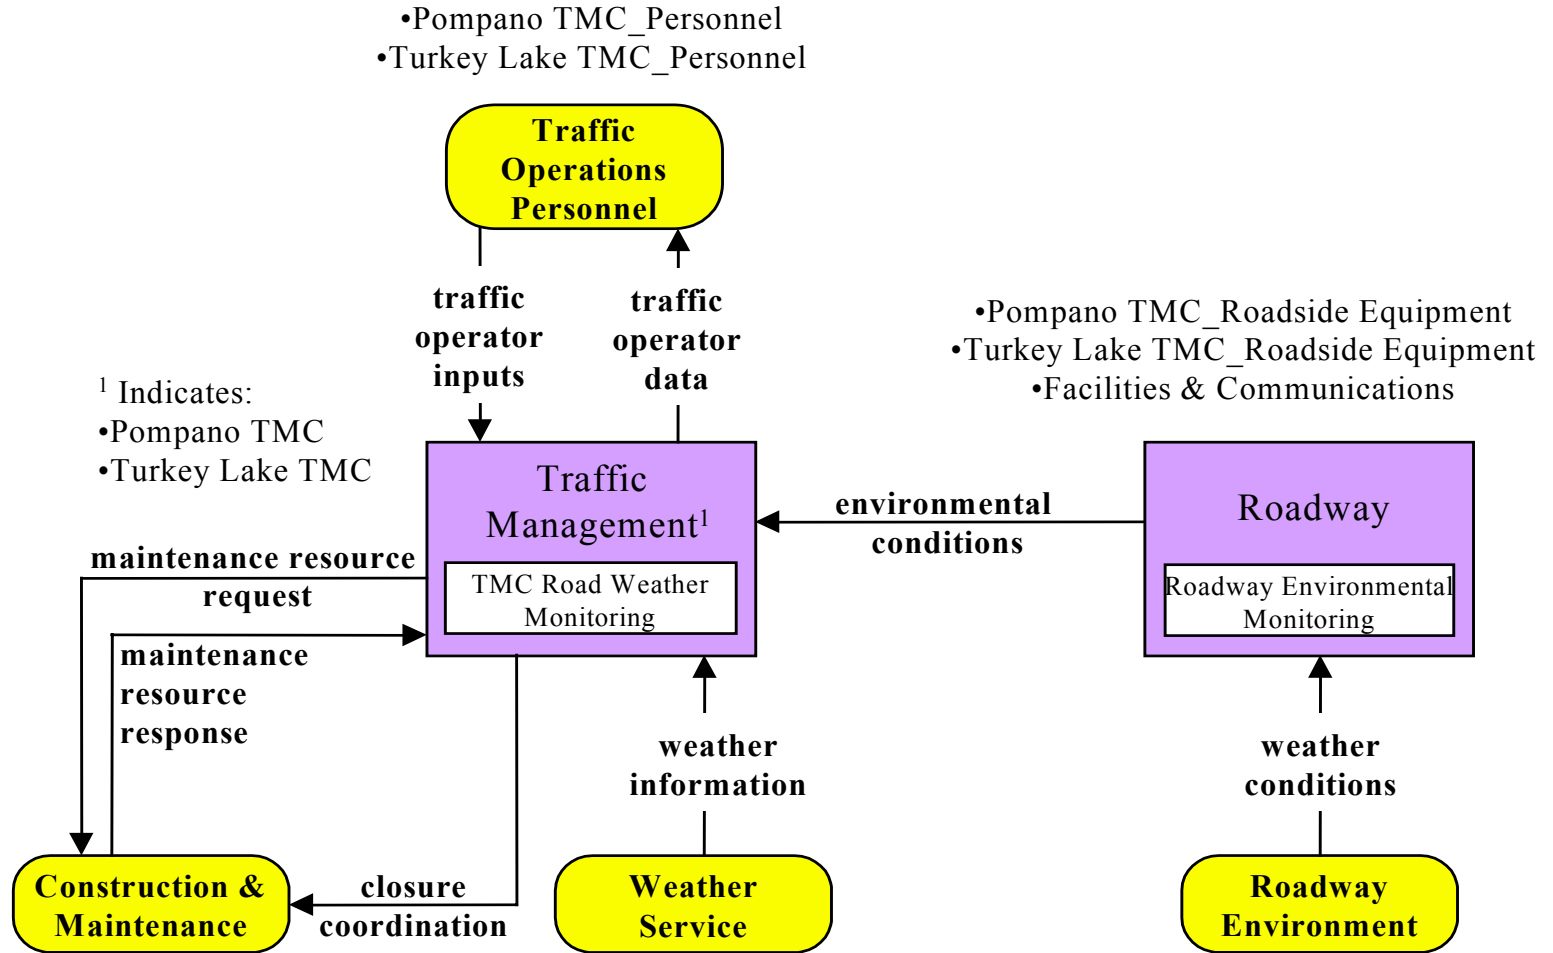 •Pompano TMC_Personnel
•Turkey Lake TMC_Personnel
Traffic
Operations
Personnel
traffic
operator
inputs
traffic
operator
data
•Pompano TMC_Roadside Equipment
•Turkey Lake TMC_Roadside Equipment
•Facilities & Communications
¹ Indicates:
•Pompano TMC
•Turkey Lake TMC
Traffic
Management¹
TMC Road Weather
Monitoring
environmental
conditions
Roadway
Roadway Environmental
Monitoring
maintenance resource
request
maintenance
resource
response
weather
information
weather
conditions
Construction &
Maintenance
closure
coordination
Weather
Service
Roadway
Environment